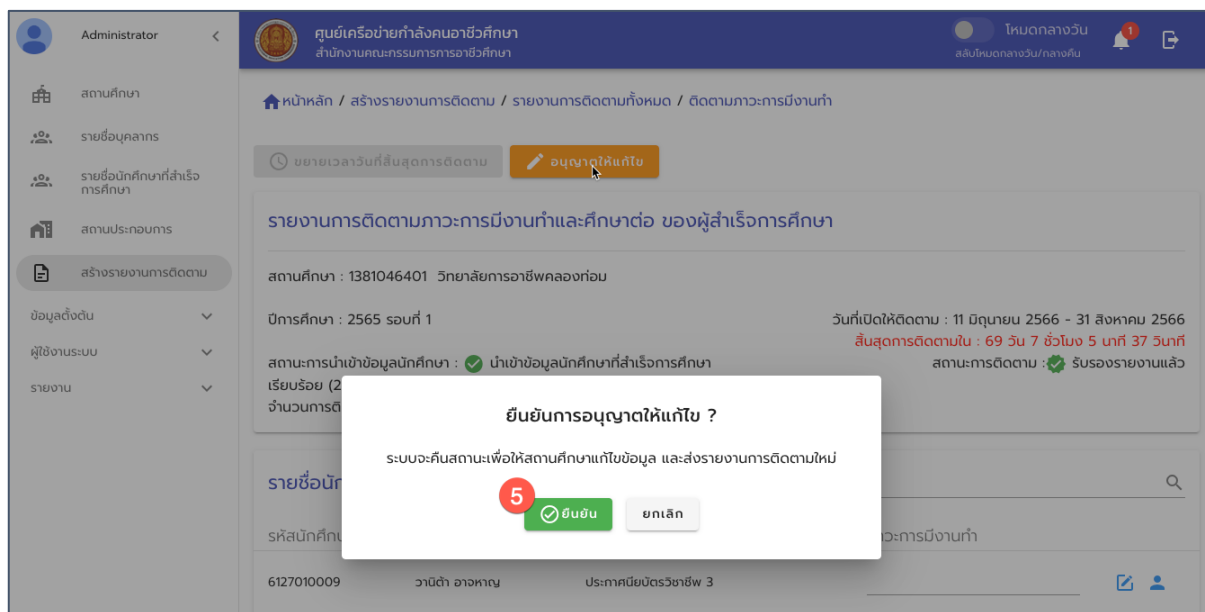 Administrator
ศูนย์เครือข่ายกำลังคนอาชีวศึกษา
สำนักงานคณะกรรมการการอาชีวศึกษา
โหมดกลางวัน
สลับโหมดกลางวัน/กลางคืน
1
สถานศึกษา
รายชื่อบุคลากร
รายชื่อนักศึกษาที่สำเร็จ
การศึกษา
สถานประกอบการ
สร้างรายงานการติดตาม
ข้อมูลตั้งต้น
ผู้ใช้งานระบบ
รายงาน
หน้าหลัก / สร้างรายงานการติดตาม / รายงานการติดตามทั้งหมด / ติดตามภาวะการมีงานทำ
ขยายเวลาวันที่สิ้นสุดการติดตาม
อนุญาตให้แก้ไข
รายงานการติดตามภาวะการมีงานทำและศึกษาต่อ ของผู้สำเร็จการศึกษา
สถานศึกษา : 1381046401 วิทยาลัยการอาชีพคลองท่อม
ปีการศึกษา : 2565 รอบที่ 1
วันที่เปิดให้ติดตาม : 11 มิถุนายน 2566 - 31 สิงหาคม 2566
สิ้นสุดการติดตามใน : 69 วัน 7 ชั่วโมง 5 นาที 37 วินาที
สถานะการนำเข้าข้อมูลนักศึกษา : นำเข้าข้อมูลนักศึกษาที่สำเร็จการศึกษา
สถานะการติดตาม : รับรองรายงานแล้ว
เรียบร้อย (2
จำนวนการติ
ยืนยันการอนุญาตให้แก้ไข ?
ระบบจะคืนสถานะเพื่อให้สถานศึกษาแก้ไขข้อมูล และส่งรายงานการติดตามใหม่
5
ยืนยัน
ยกเลิก
รายชื่อนัก
รหัสนักศึกษ
วะการมีงานทำ
6127010009
วานิต้า อาจหาญ
ประกาศนียบัตรวิชาชีพ 3